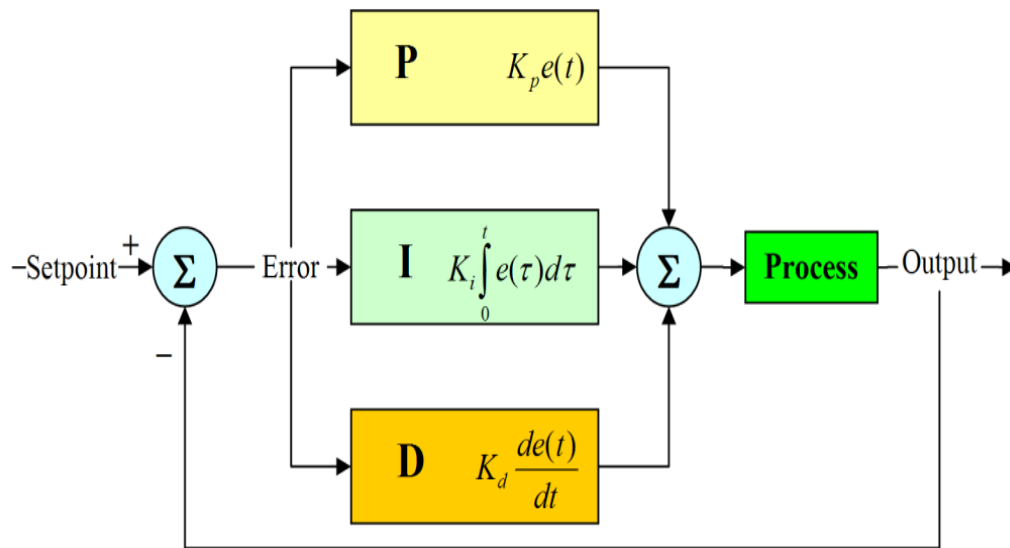 P K_p e(t)
+
–Setpoint Σ Error I K_i ∫_0^t e(τ)dτ Σ Process Output
–
D K_d de(t)/dt